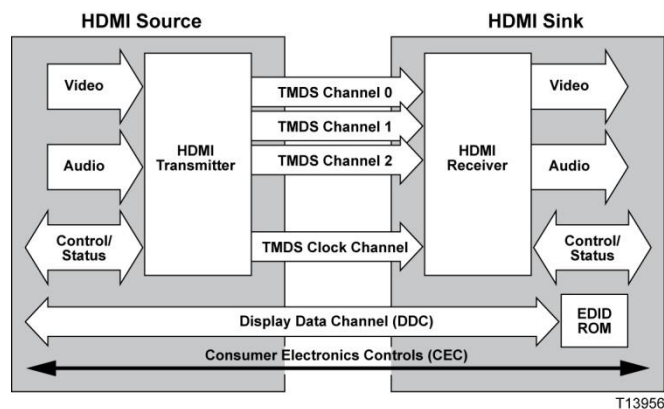 HDMI Source
HDMI Sink
Video
Audio
Control/
Status
HDMI
Transmitter
TMDS Channel 0
TMDS Channel 1
TMDS Channel 2
TMDS Clock Channel
HDMI
Receiver
Video
Audio
Control/
Status
Display Data Channel (DDC)
EDID
ROM
Consumer Electronics Controls (CEC)
T13956